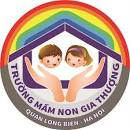 TRƯỜNG MẦM NON GIA THƯỢNG
QUẬN LONG BIÊN - HÀ NỘI